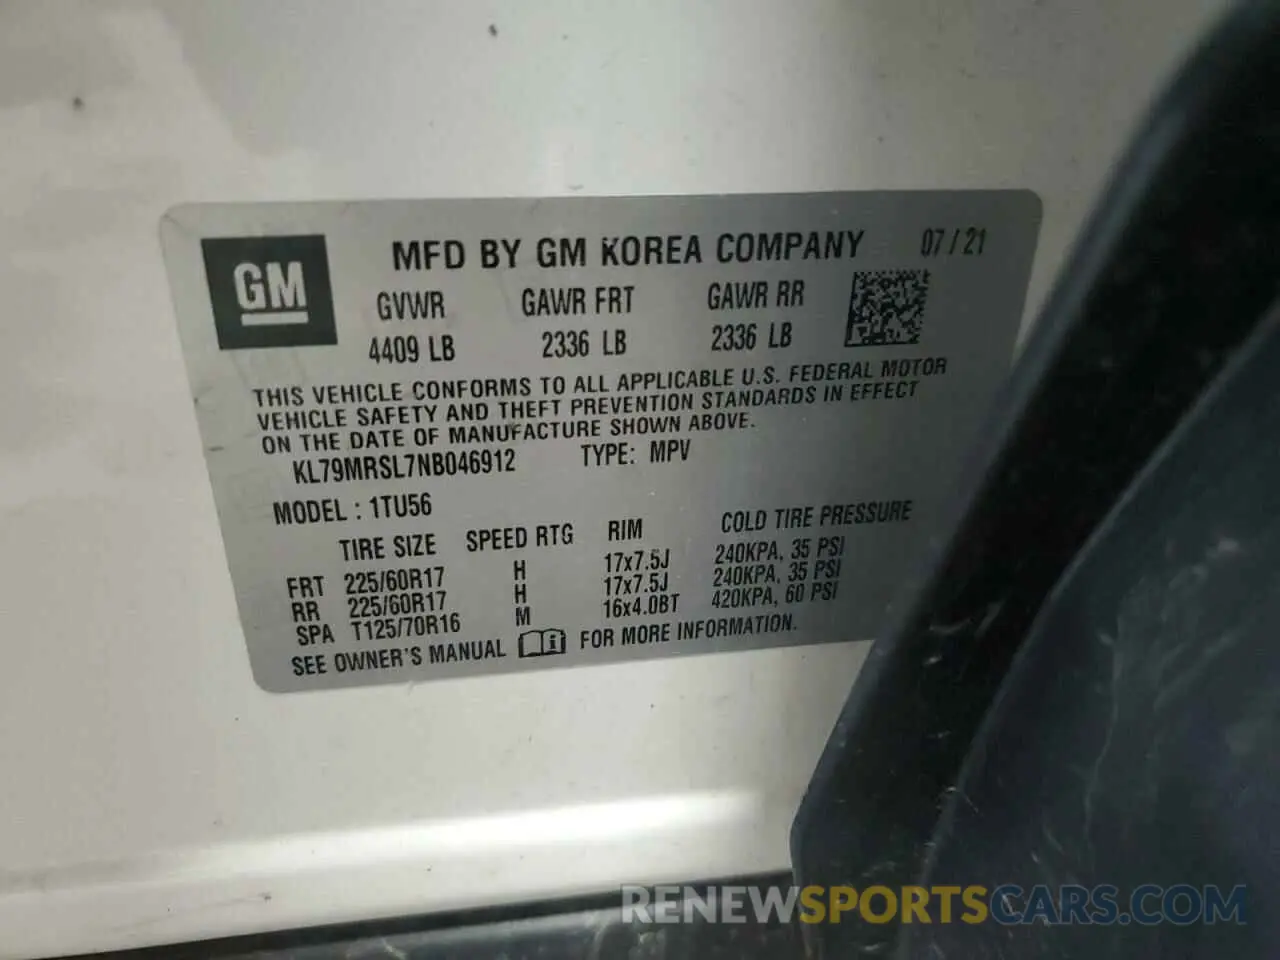 GM
MFD BY GM KOREA COMPANY 07/21
GVWR GAWR FRT GAWR RR
4409 LB 2336 LB 2336 LB
THIS VEHICLE CONFORMS TO ALL APPLICABLE U.S. FEDERAL MOTOR
VEHICLE SAFETY AND THEFT PREVENTION STANDARDS IN EFFECT
ON THE DATE OF MANUFACTURE SHOWN ABOVE.
KL79MRSL7NB046912 TYPE: MPV
MODEL : 1TU56
TIRE SIZE SPEED RTG RIM COLD TIRE PRESSURE
FRT 225/60R17 H 17x7.5J 240KPA, 35 PSI
RR 225/60R17 H 17x7.5J 240KPA, 35 PSI
SPA T125/70R16 M 16x4.0BT 420KPA, 60 PSI
SEE OWNER'S MANUAL FOR MORE INFORMATION.
RENEWSPORTSCARS.COM